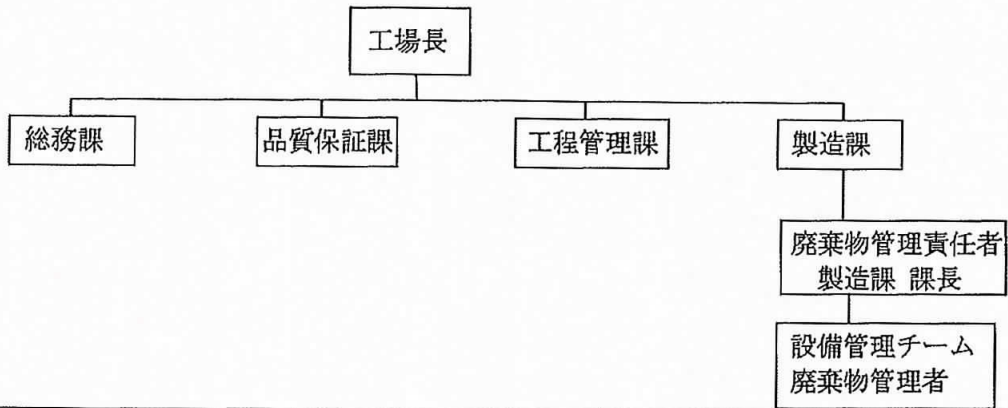 工場長
総務課
品質保証課
工程管理課
製造課
廃棄物管理責任者
製造課 課長
設備管理チーム
廃棄物管理者